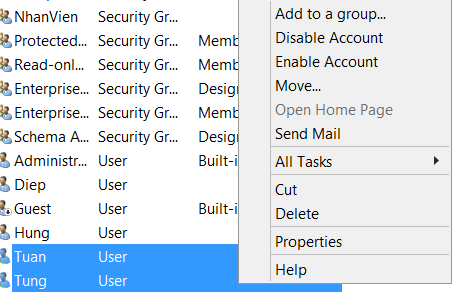 NhanVien Security Gr...
Protected... Security Gr... Memb
Read-onl... Security Gr... Memb
Enterprise... Security Gr... Desig
Enterprise... Security Gr... Memb
Schema A... Security Gr... Desig
Administr... User Built-i
Diep User
Guest User Built-i
Hung User
Tuan User
Tung User
Add to a group...
Disable Account
Enable Account
Move...
Open Home Page
Send Mail
All Tasks
Cut
Delete
Properties
Help